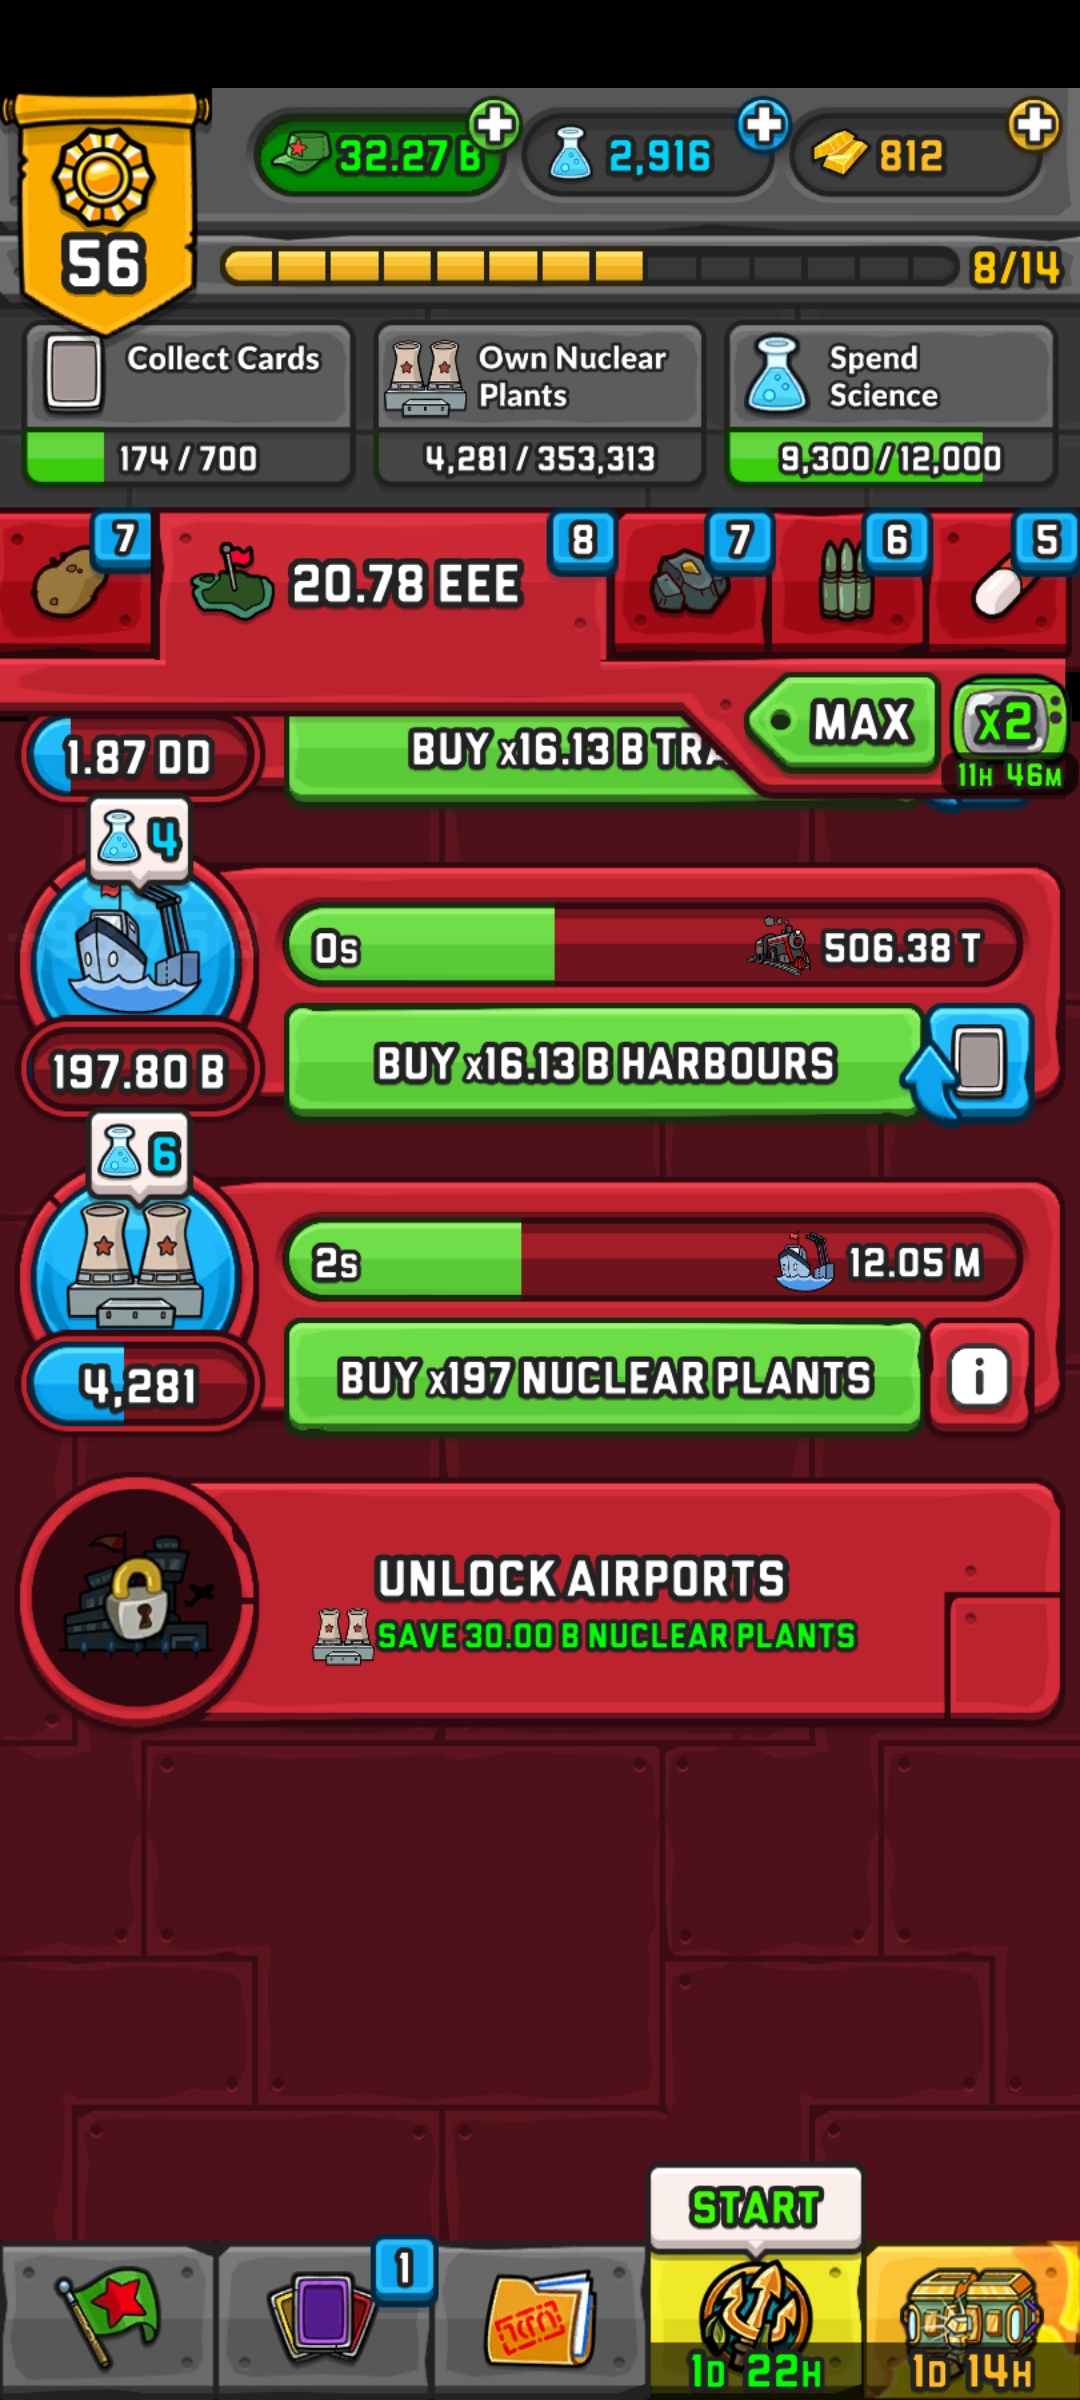 56
32.27 B
2,916
812
8/14
Collect Cards
174 / 700
Own Nuclear
Plants
4,281 / 353,313
Spend
Science
9,300 / 12,000
7
20.78 EEE
8
7
6
5
MAX
x2
11H 46M
1.87 DD
BUY x16.13 B TRA
4
0s
506.38 T
197.80 B
BUY x16.13 B HARBOURS
6
2s
12.05 M
4,281
BUY x197 NUCLEAR PLANTS
i
UNLOCK AIRPORTS
SAVE 30.00 B NUCLEAR PLANTS
START
1
1D 22H
1D 14H